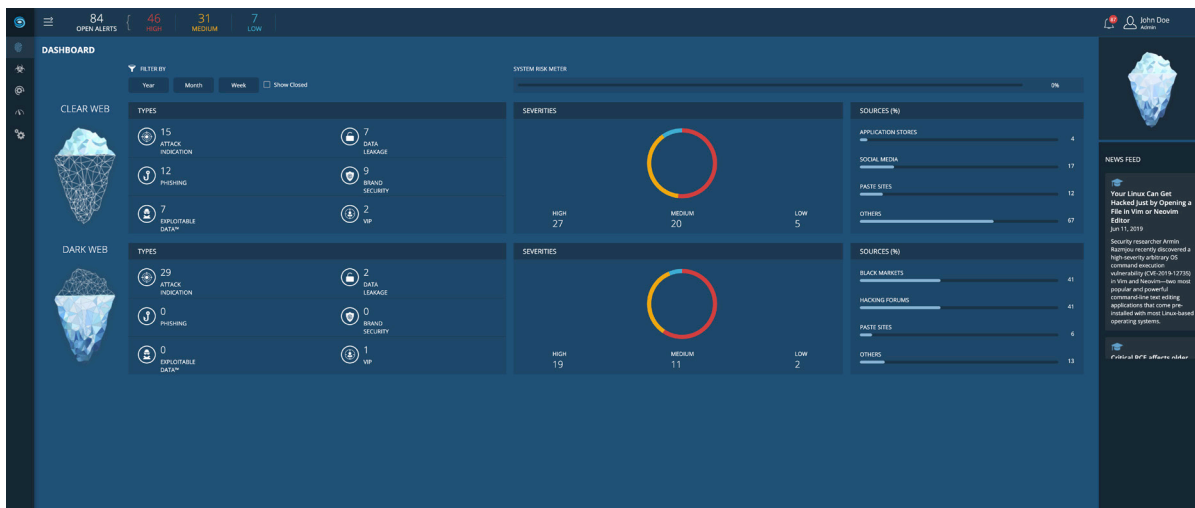 84
OPEN ALERTS
46
HIGH
31
MEDIUM
7
LOW
87
John Doe
Admin
DASHBOARD
FILTER BY
Year
Month
Week
Show Closed
SYSTEM RISK METER
0%
CLEAR WEB
TYPES
15
ATTACK
INDICATION
7
DATA
LEAKAGE
12
PHISHING
9
BRAND
SECURITY
7
EXPLOITABLE
DATA™
2
VIP
SEVERITIES
HIGH
27
MEDIUM
20
LOW
5
SOURCES (%)
APPLICATION STORES
4
SOCIAL MEDIA
17
PASTE SITES
12
OTHERS
67
DARK WEB
TYPES
29
ATTACK
INDICATION
2
DATA
LEAKAGE
0
PHISHING
0
BRAND
SECURITY
0
EXPLOITABLE
DATA™
1
VIP
SEVERITIES
HIGH
19
MEDIUM
11
LOW
2
SOURCES (%)
BLACK MARKETS
41
HACKING FORUMS
41
PASTE SITES
6
OTHERS
13
NEWS FEED
Your Linux Can Get
Hacked Just by Opening a
File in Vim or Neovim
Editor
Jun 11, 2019
Security researcher Armin
Razmjou recently discovered a
high-severity arbitrary OS
command execution
vulnerability (CVE-2019-12735)
in Vim and Neovim—two most
popular and powerful
command-line text editing
applications that come pre-
installed with most Linux-based
operating systems.
Critical RCE affects older